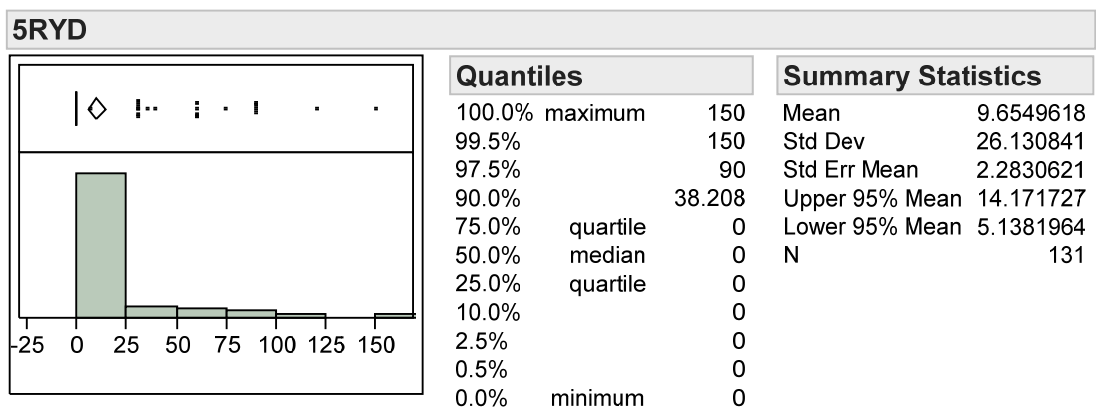 5RYD
-25 0 25 50 75 100 125 150
Quantiles
100.0% maximum 150
99.5% 150
97.5% 90
90.0% 38.208
75.0% quartile 0
50.0% median 0
25.0% quartile 0
10.0% 0
2.5% 0
0.5% 0
0.0% minimum 0
Summary Statistics
Mean 9.6549618
Std Dev 26.130841
Std Err Mean 2.2830621
Upper 95% Mean 14.171727
Lower 95% Mean 5.1381964
N 131